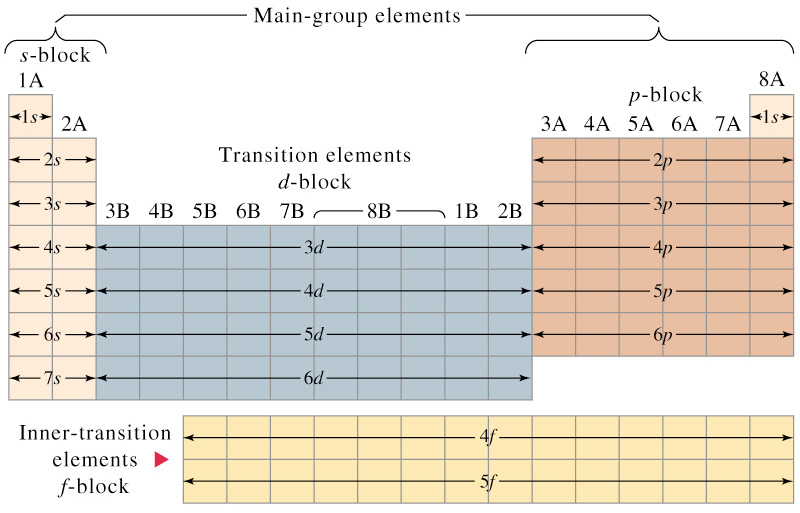 Main-group elements
s-block
1A 8A
p-block
1s 2A 3A 4A 5A 6A 7A 1s
2s Transition elements 2p
d-block
3s 3B 4B 5B 6B 7B 8B 1B 2B 3p
4s 3d 4p
5s 4d 5p
6s 5d 6p
7s 6d
Inner-transition 4f
elements
f-block 5f